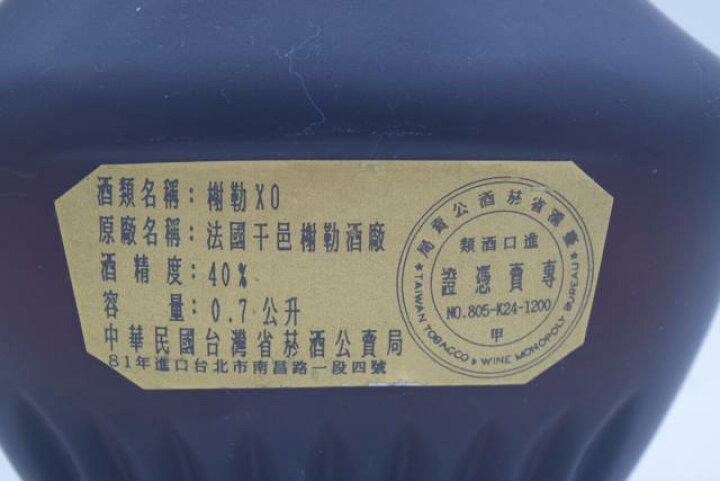 酒類名稱：榭勒XO
原廠名稱：法國干邑榭勒酒廠
酒精度：40%
容量：0.7公升
中華民國台灣省菸酒公賣局
81年進口台北市南昌路一段四號
臺灣省菸酒公賣局
進口酒類
專賣憑證
NO.805-K24-1200
甲
★TAIWAN TOBACCO & WINE MONOPOLY BUREAU★